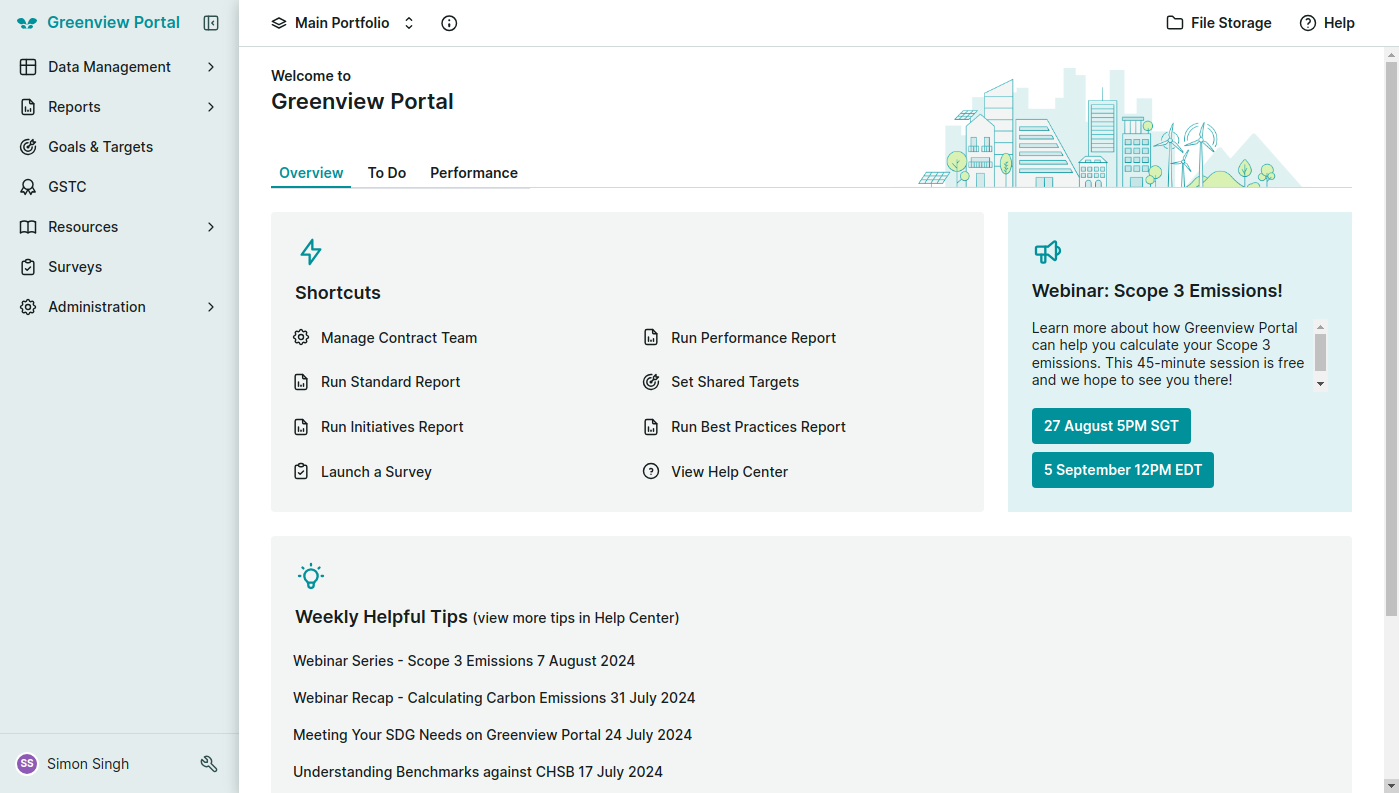 Greenview Portal
Data Management
Reports
Goals & Targets
GSTC
Resources
Surveys
Administration
SS Simon Singh
Main Portfolio
File Storage
Help
Welcome to
Greenview Portal
Overview
To Do
Performance
Shortcuts
Manage Contract Team
Run Performance Report
Run Standard Report
Set Shared Targets
Run Initiatives Report
Run Best Practices Report
Launch a Survey
View Help Center
Webinar: Scope 3 Emissions!
Learn more about how Greenview Portal
can help you calculate your Scope 3
emissions. This 45-minute session is free
and we hope to see you there!
27 August 5PM SGT
5 September 12PM EDT
Weekly Helpful Tips (view more tips in Help Center)
Webinar Series - Scope 3 Emissions 7 August 2024
Webinar Recap - Calculating Carbon Emissions 31 July 2024
Meeting Your SDG Needs on Greenview Portal 24 July 2024
Understanding Benchmarks against CHSB 17 July 2024